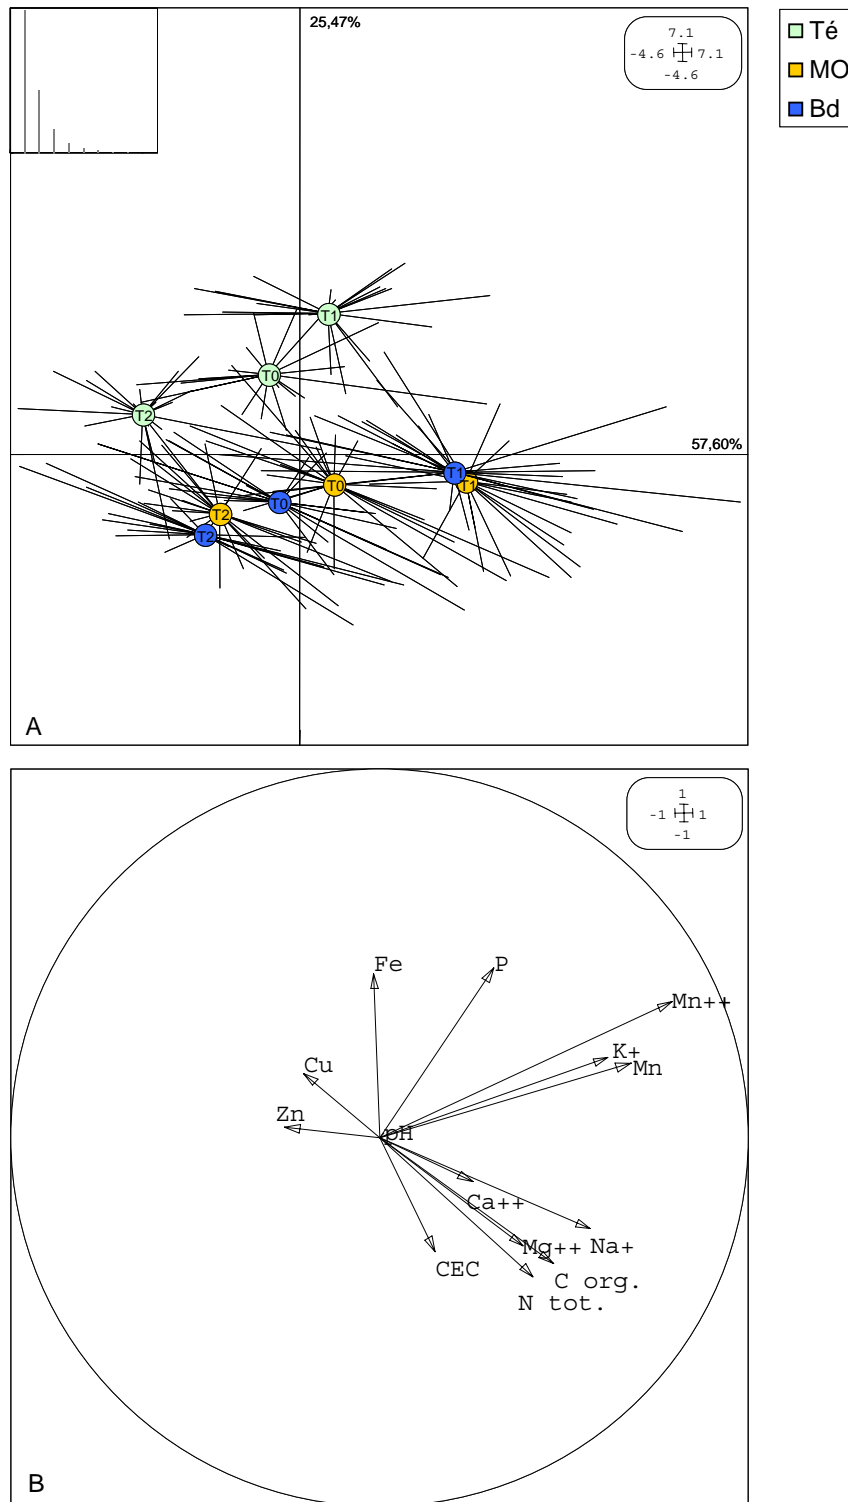 25,47%
7.1
-4.6 7.1
-4.6
Té
MO
Bd
T1
T0
T2
57,60%
T1
T0
T1
T0
T2
T2
A
1
-1 1
-1
Fe
P
Mn++
K+
Mn
Cu
Zn
pH
Ca++
Na+
Mg++
CEC
C org.
N tot.
B